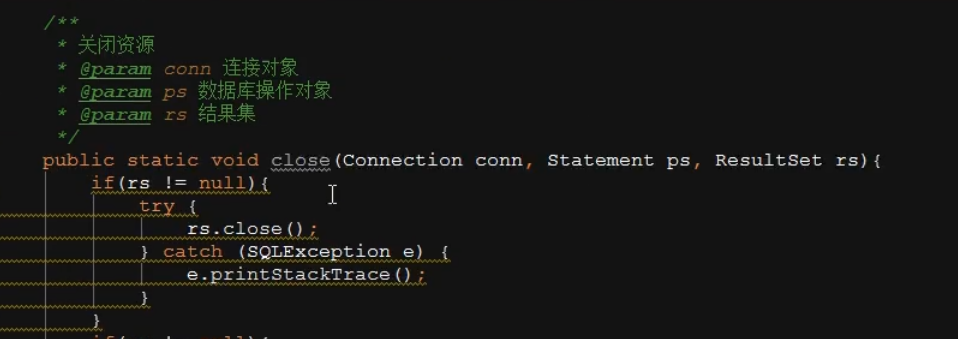 /**
* 关闭资源
* @param conn 连接对象
* @param ps 数据库操作对象
* @param rs 结果集
*/
public static void close(Connection conn, Statement ps, ResultSet rs){
if(rs != null){
try {
rs.close();
} catch (SQLException e) {
e.printStackTrace();
}
}